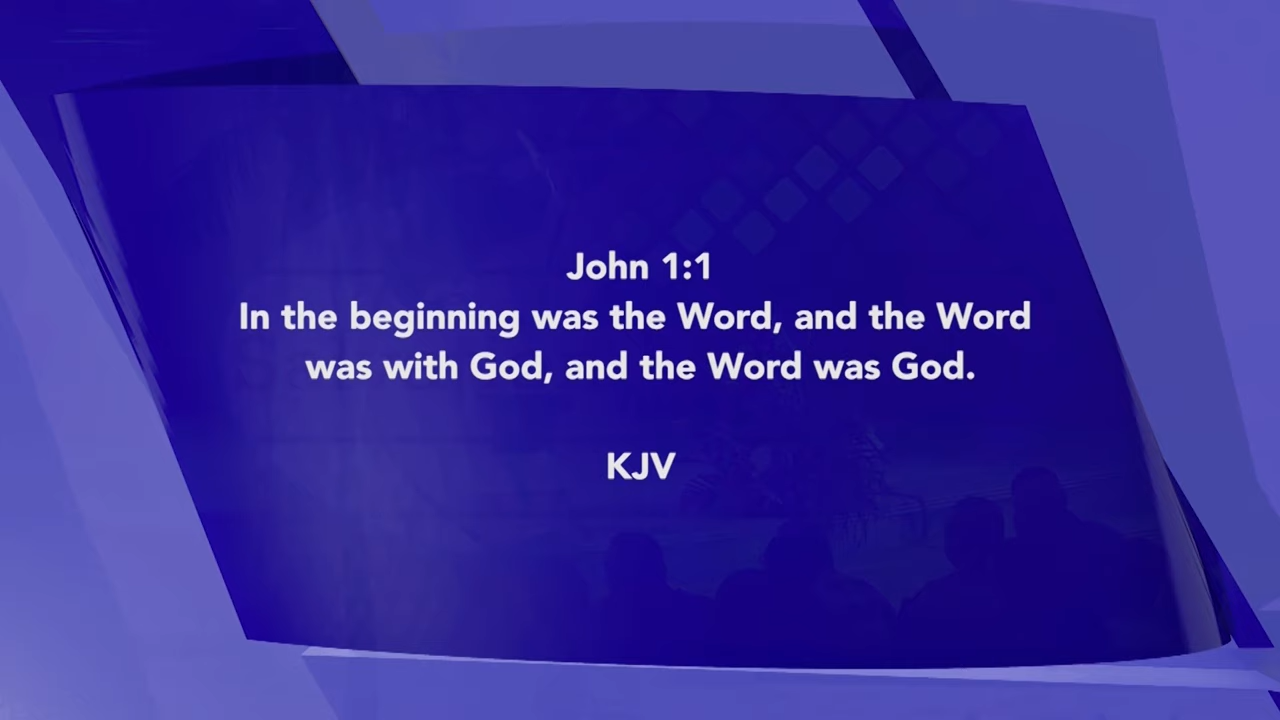 John 1:1
In the beginning was the Word, and the Word
was with God, and the Word was God.
KJV